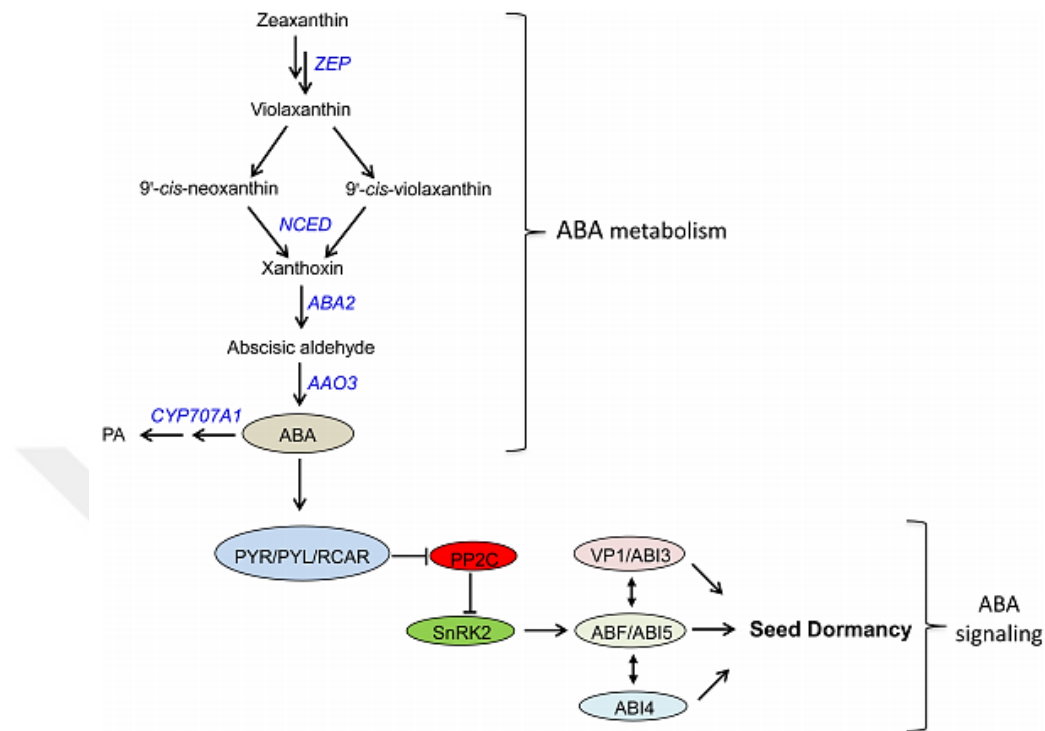 Zeaxanthin
ZEP
Violaxanthin
9'-cis-neoxanthin
9'-cis-violaxanthin
NCED
Xanthoxin
ABA2
Abscisic aldehyde
AAO3
CYP707A1
PA
ABA
ABA metabolism
PYR/PYL/RCAR
PP2C
VP1/ABI3
SnRK2
ABF/ABI5
Seed Dormancy
ABI4
ABA
signaling